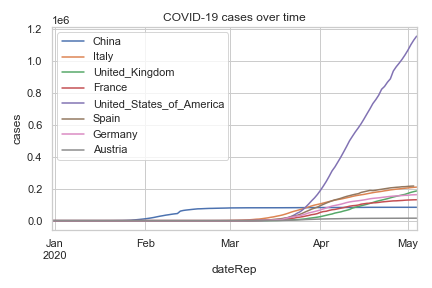 COVID-19 cases over time
1e6
1.2
1.0
0.8
0.6
0.4
0.2
0.0
cases
China
Italy
United_Kingdom
France
United_States_of_America
Spain
Germany
Austria
Jan Feb Mar Apr May
2020
dateRep